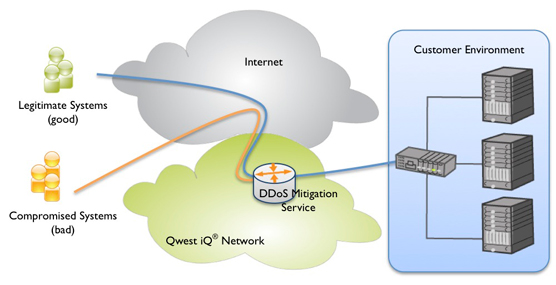 Internet
Customer Environment
Legitimate Systems
(good)
Compromised Systems
(bad)
DDoS Mitigation
Service
Qwest iQ® Network